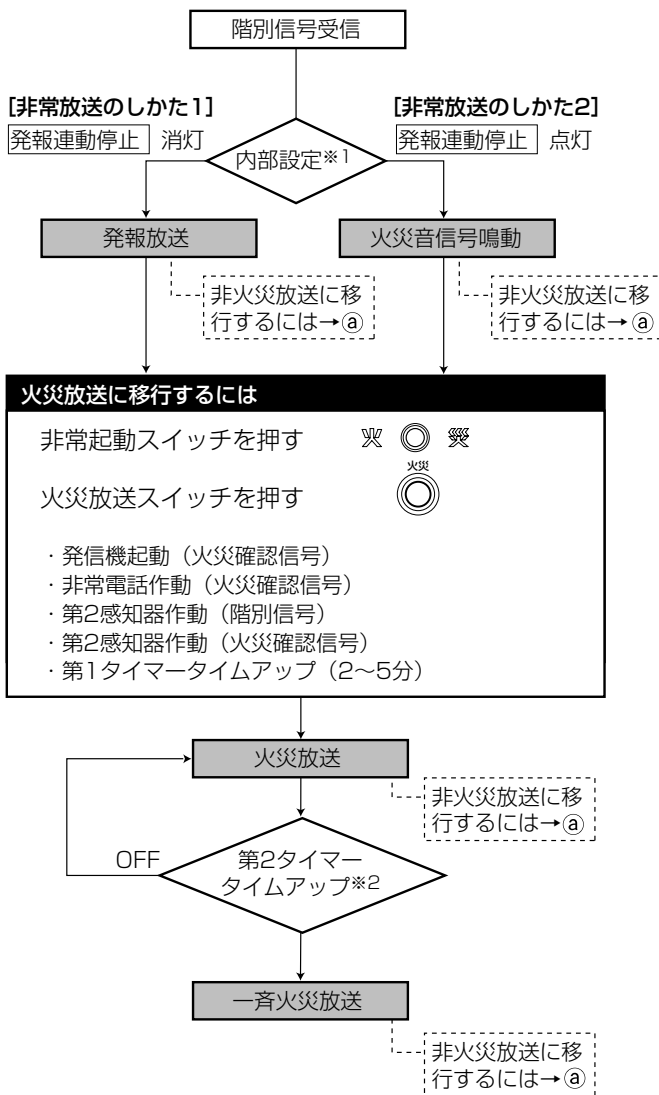 階別信号受信
[非常放送のしかた1]
発報連動停止 消灯
[非常放送のしかた2]
発報連動停止 点灯
内部設定※1
発報放送
火災音信号鳴動
非火災放送に移
行するには→ⓐ
非火災放送に移
行するには→ⓐ
火災放送に移行するには
非常起動スイッチを押す 火 災
火災
火災放送スイッチを押す
・発信機起動（火災確認信号）
・非常電話作動（火災確認信号）
・第2感知器作動（階別信号）
・第2感知器作動（火災確認信号）
・第1タイマータイムアップ（2～5分）
火災放送
非火災放送に移
行するには→ⓐ
OFF
第2タイマー
タイムアップ※2
一斉火災放送
非火災放送に移
行するには→ⓐ